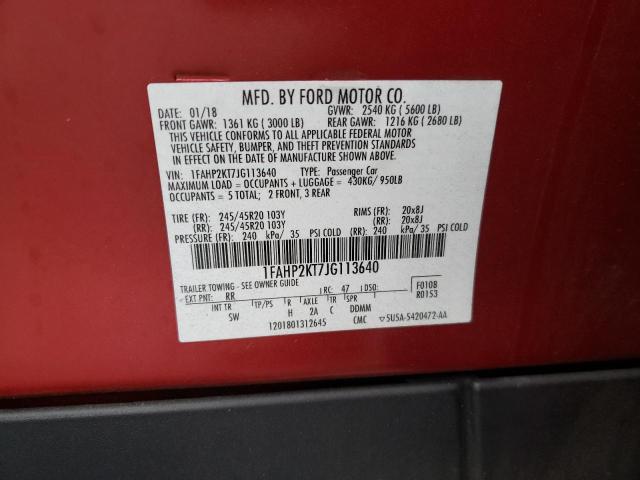 MFD. BY FORD MOTOR CO.
DATE: 01/18 GVWR: 2540 KG ( 5600 LB)
FRONT GAWR: 1361 KG ( 3000 LB) REAR GAWR: 1216 KG ( 2680 LB)
THIS VEHICLE CONFORMS TO ALL APPLICABLE FEDERAL MOTOR
VEHICLE SAFETY, BUMPER, AND THEFT PREVENTION STANDARDS
IN EFFECT ON THE DATE OF MANUFACTURE SHOWN ABOVE.
VIN: 1FAHP2KT7JG113640 TYPE: Passenger Car
MAXIMUM LOAD = OCCUPANTS + LUGGAGE = 430KG/ 950LB
OCCUPANTS = 5 TOTAL; 2 FRONT, 3 REAR
TIRE (FR): 245/45R20 103Y RIMS (FR): 20x8J
(RR): 245/45R20 103Y (RR): 20x8J
PRESSURE (FR): 240 kPa/ 35 PSI COLD (RR): 240 kPa/ 35 PSI COLD
1FAHP2KT7JG113640
TRAILER TOWING - SEE OWNER GUIDE
EXT PNT: RR RC: 47 DSO: F0108
INT TR TP/PS R AXLE TR SPR R0153
SW H 2A C DDMM
1201801312645 CMC ▽5U5A-5420472-AA